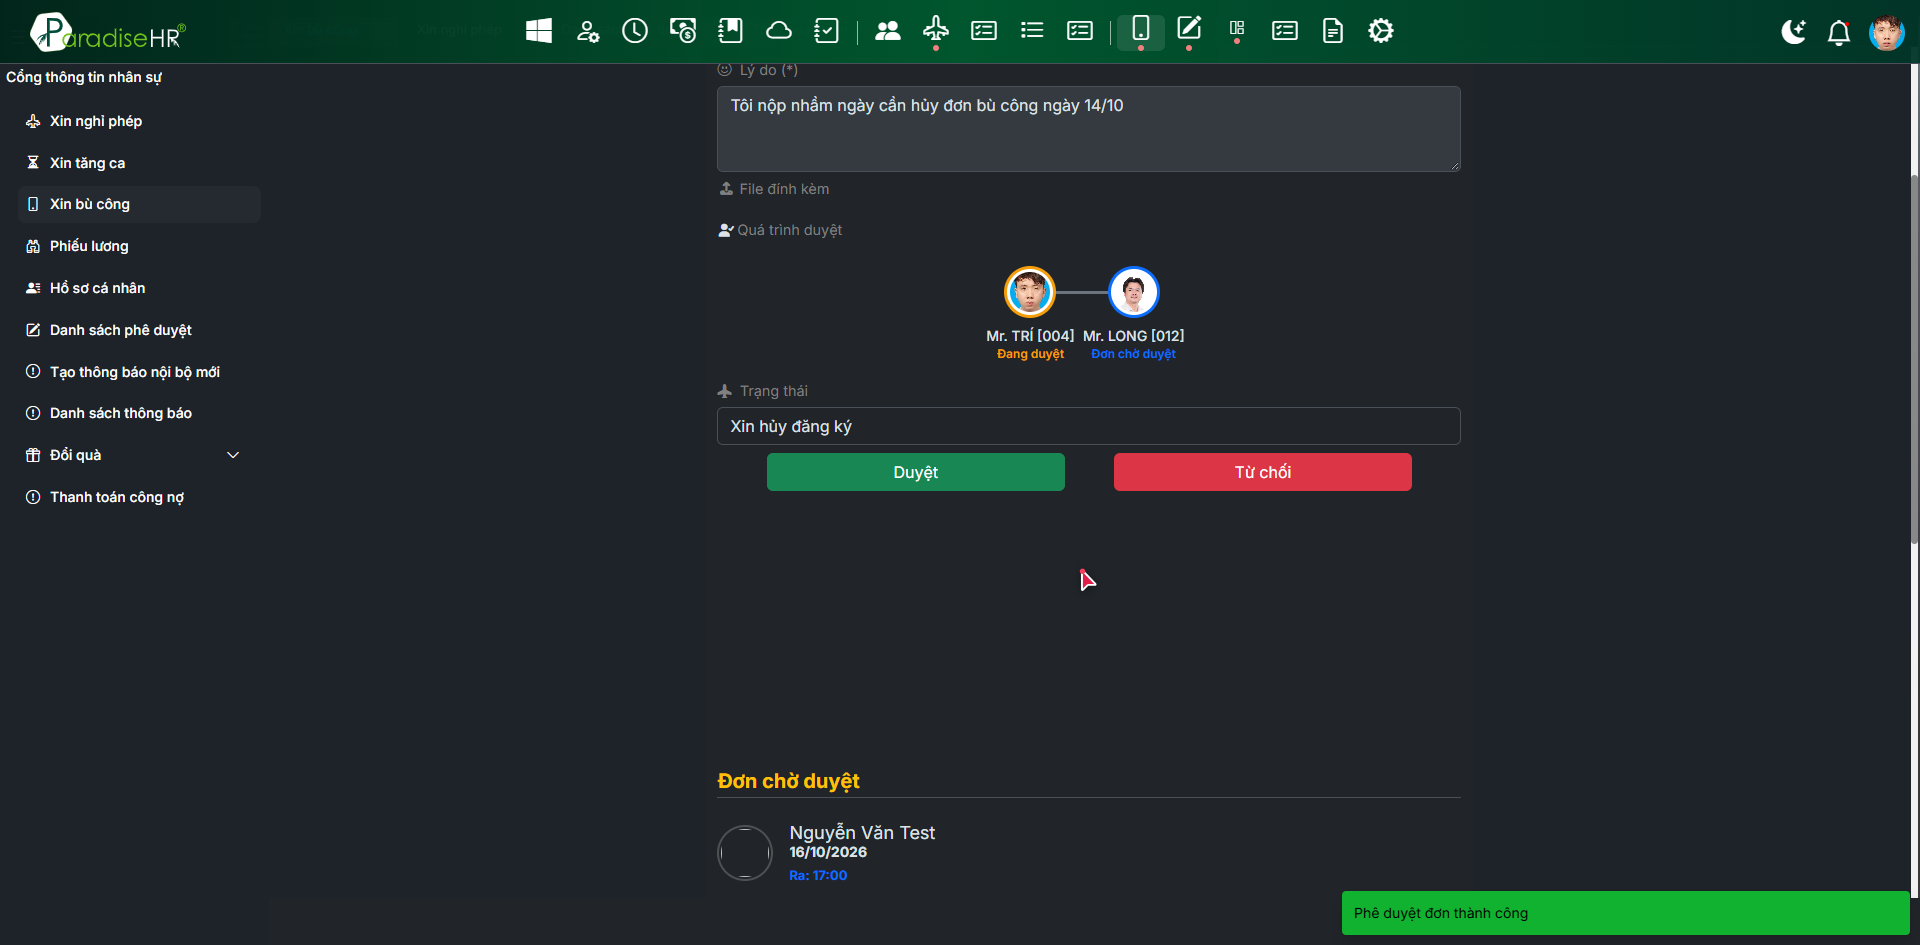 ParadiseHR®
Cổng thông tin nhân sự
Xin nghỉ phép
Xin tăng ca
Xin bù công
Phiếu lương
Hồ sơ cá nhân
Danh sách phê duyệt
Tạo thông báo nội bộ mới
Danh sách thông báo
Đổi quà
Thanh toán công nợ
Lý do (*)
Tôi nộp nhầm ngày cần hủy đơn bù công ngày 14/10
File đính kèm
Quá trình duyệt
Mr. TRÍ [004] Mr. LONG [012]
Đang duyệt Đơn chờ duyệt
Trạng thái
Xin hủy đăng ký
Duyệt Từ chối
Đơn chờ duyệt
Nguyễn Văn Test
16/10/2026
Ra: 17:00
Phê duyệt đơn thành công